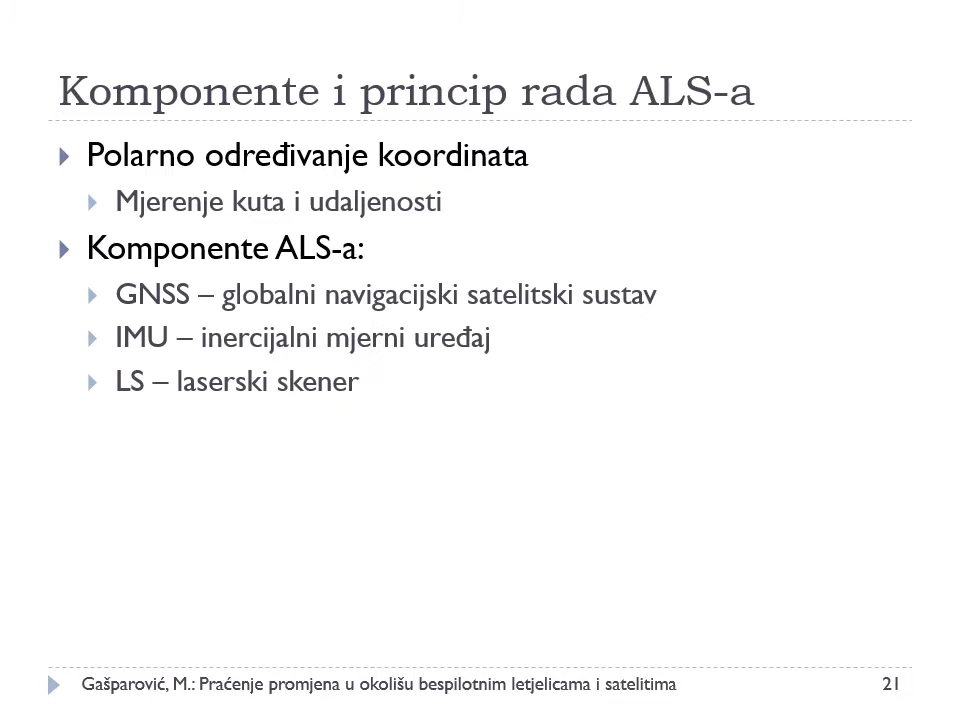 Komponente i princip rada ALS-a
Polarno određivanje koordinata
Mjerenje kuta i udaljenosti
Komponente ALS-a:
GNSS – globalni navigacijski satelitski sustav
IMU – inercijalni mjerni uređaj
LS – laserski skener
Gašparović, M.: Praćenje promjena u okolišu bespilotnim letjelicama i satelitima 21